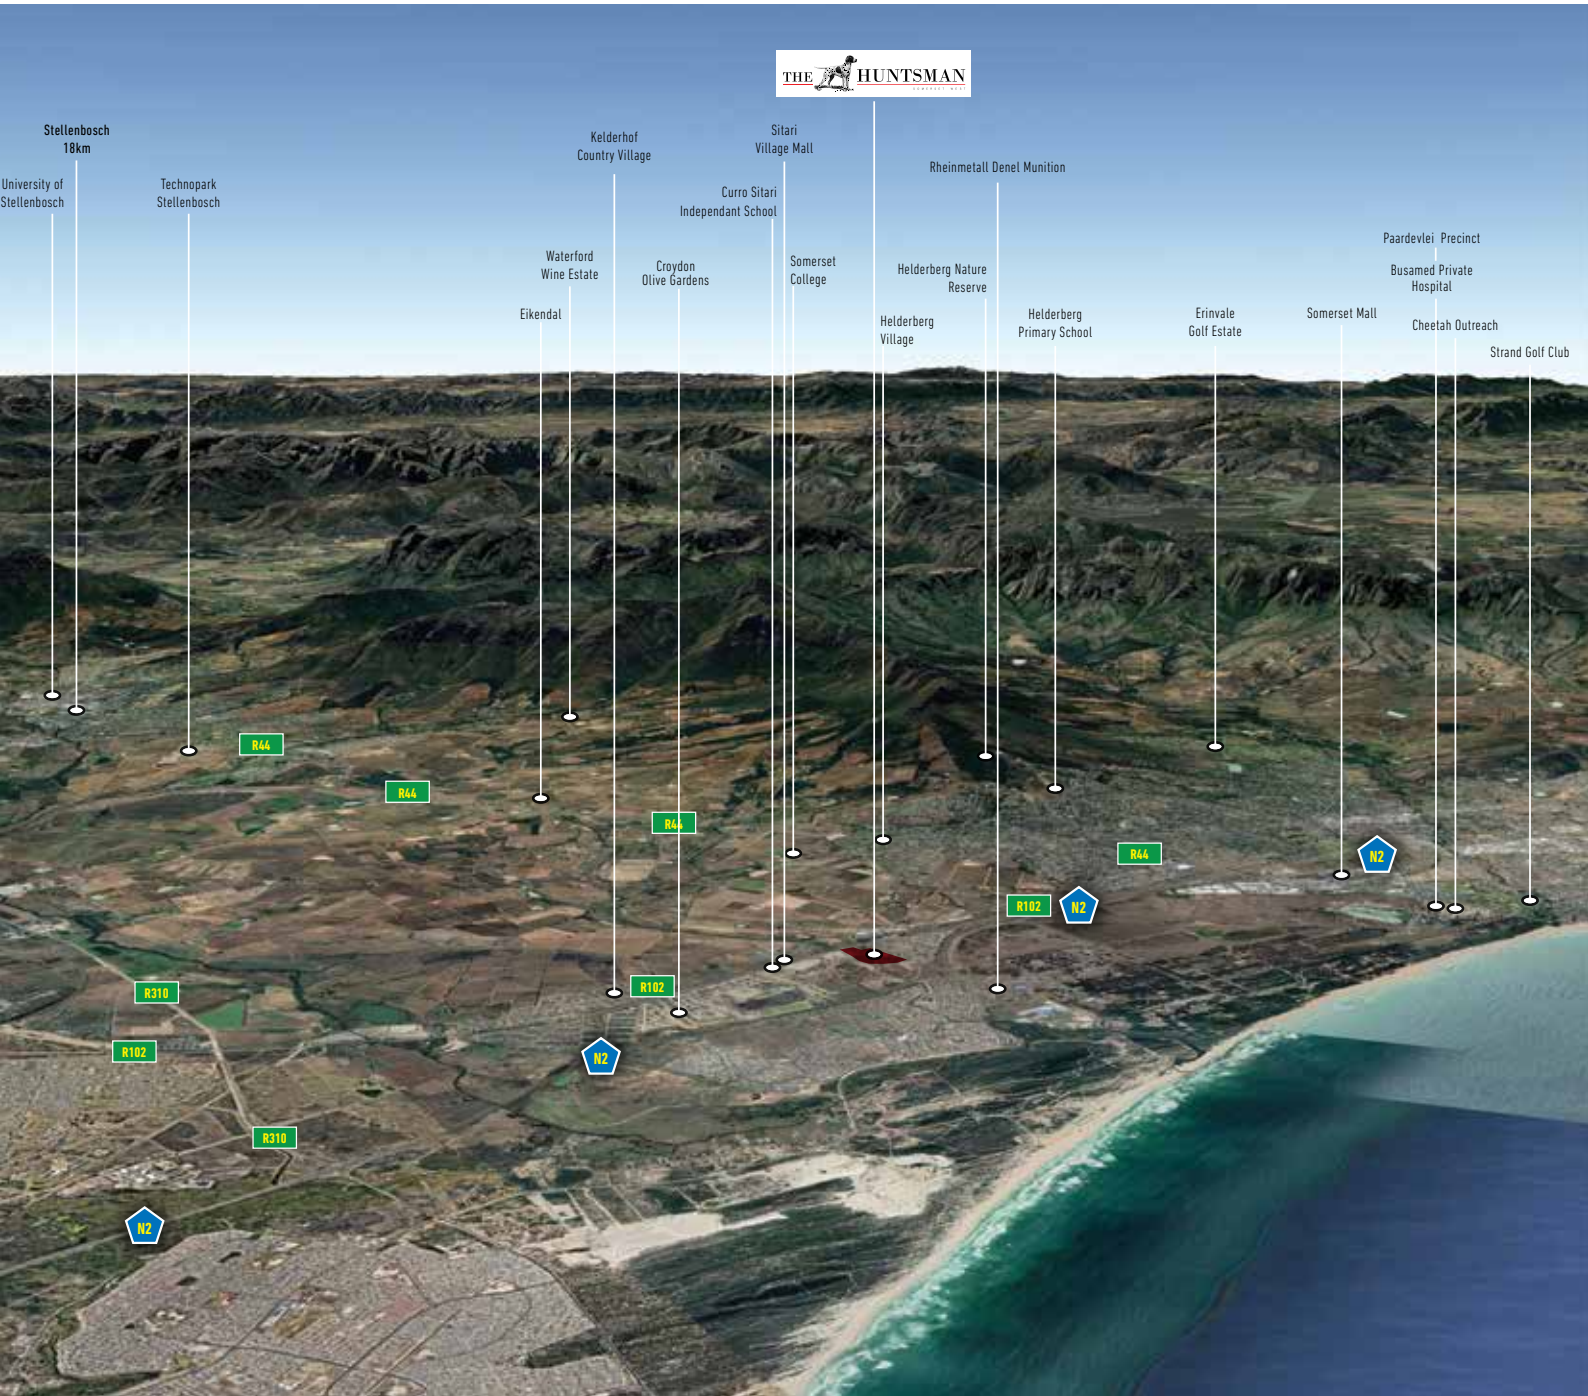 THE HUNTSMAN
SOMERSET WEST
Stellenbosch
18km
University of
Stellenbosch
Technopark
Stellenbosch
Kelderhof
Country Village
Sitari
Village Mall
Curro Sitari
Independant School
Rheinmetall Denel Munition
Waterford
Wine Estate
Croydon
Olive Gardens
Somerset
College
Helderberg Nature
Reserve
Eikendal
Helderberg
Village
Helderberg
Primary School
Erinvale
Golf Estate
Somerset Mall
Paardevlei Precinct
Busamed Private
Hospital
Cheetah Outreach
Strand Golf Club
R44
R44
R44
R44
N2
R102
N2
R102
R310
R102
N2
R310
N2